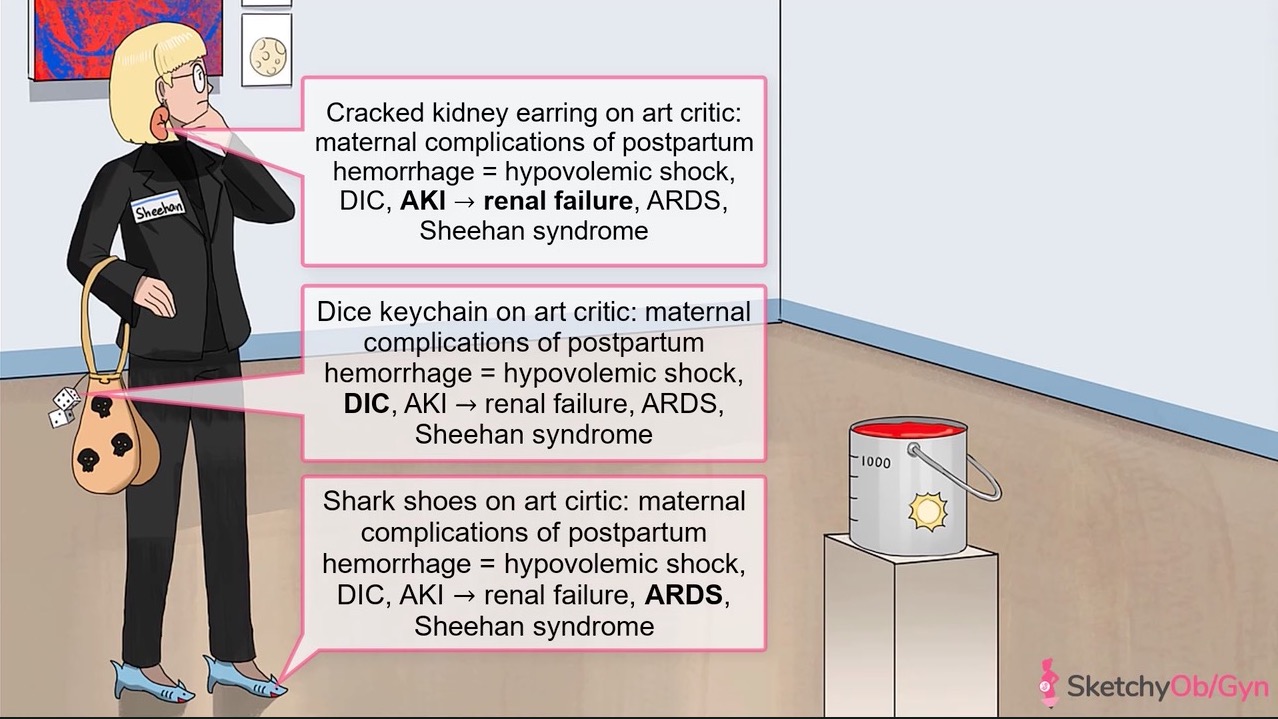 Cracked kidney earring on art critic:
maternal complications of postpartum
hemorrhage = hypovolemic shock,
DIC, AKI → renal failure, ARDS,
Sheehan syndrome
Sheehan
Dice keychain on art critic: maternal
complications of postpartum
hemorrhage = hypovolemic shock,
DIC, AKI → renal failure, ARDS,
Sheehan syndrome
1000
Shark shoes on art cirtic: maternal
complications of postpartum
hemorrhage = hypovolemic shock,
DIC, AKI → renal failure, ARDS,
Sheehan syndrome
SketchyOb/Gyn